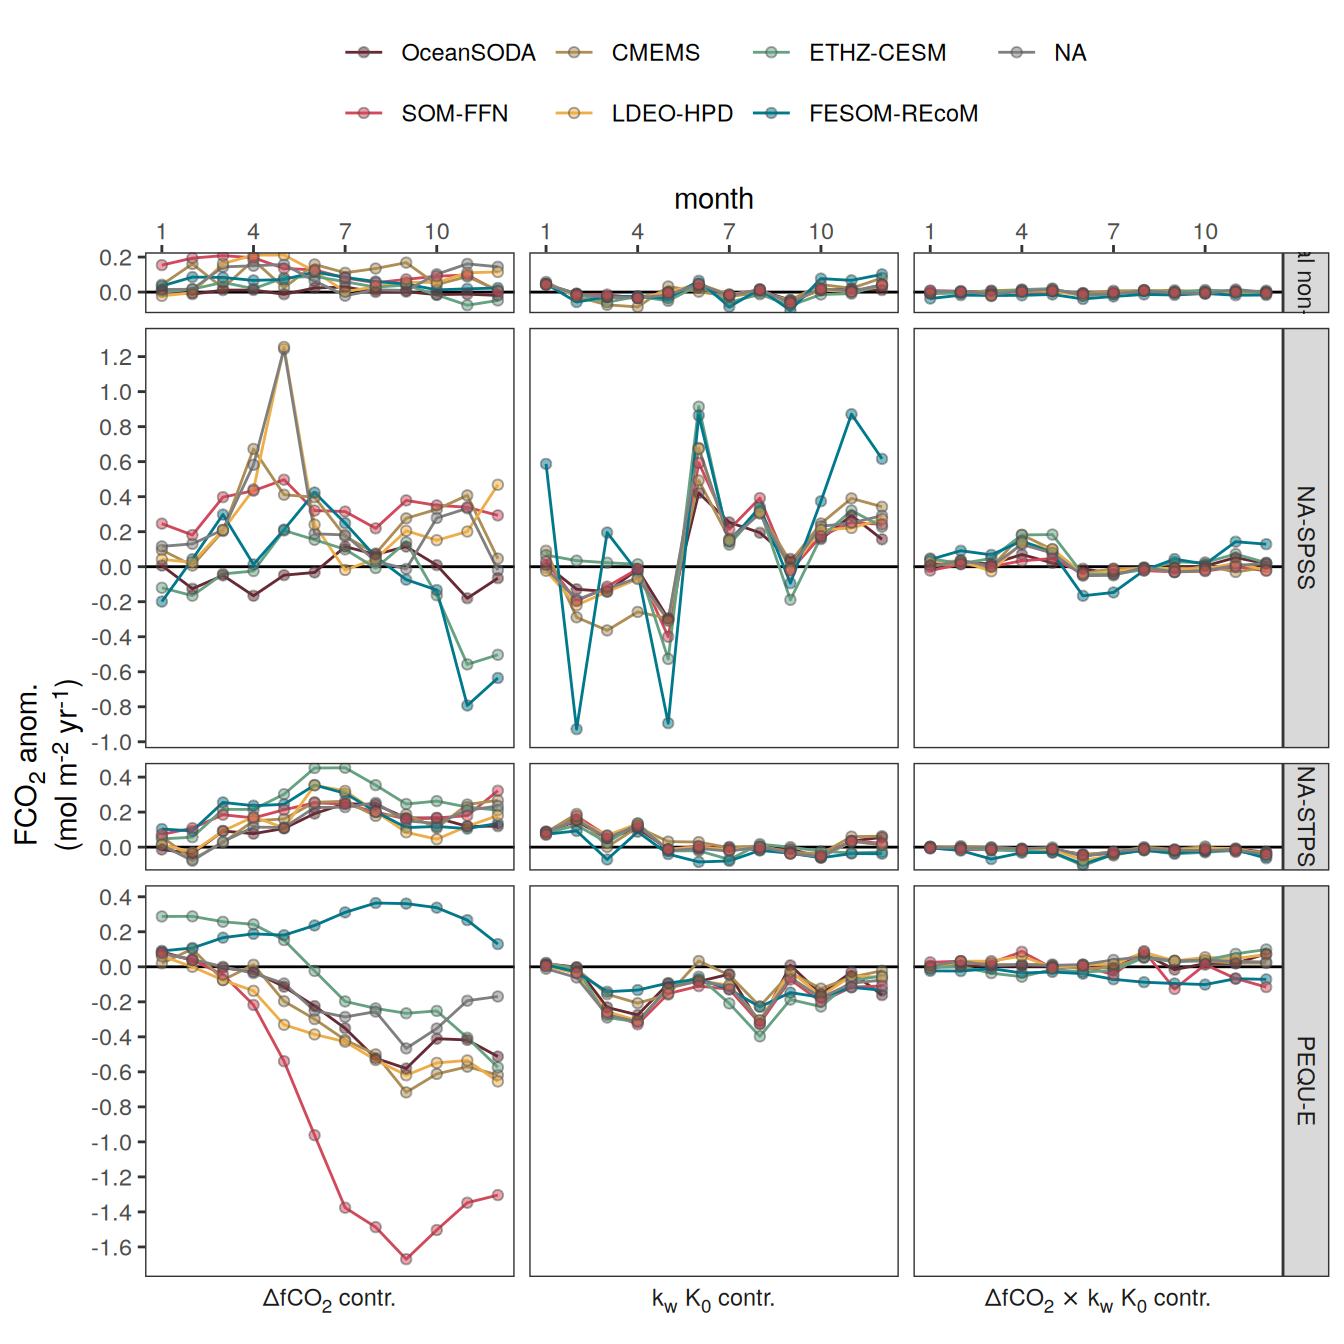 OceanSODA CMEMS ETHZ-CESM NA
SOM-FFN LDEO-HPD FESOM-REcoM
month
1 4 7 10 1 4 7 10 1 4 7 10
0.2
0.0
al non-
1.2
1.0
0.8
0.6
0.4
0.2
0.0
-0.2
-0.4
-0.6
-0.8
-1.0
NA-SPSS
FCO₂ anom.
(mol m⁻² yr⁻¹)
0.4
0.2
0.0
NA-STPS
0.4
0.2
0.0
-0.2
-0.4
-0.6
-0.8
-1.0
-1.2
-1.4
-1.6
PEQU-E
ΔfCO₂ contr. k_w K₀ contr. ΔfCO₂ × k_w K₀ contr.